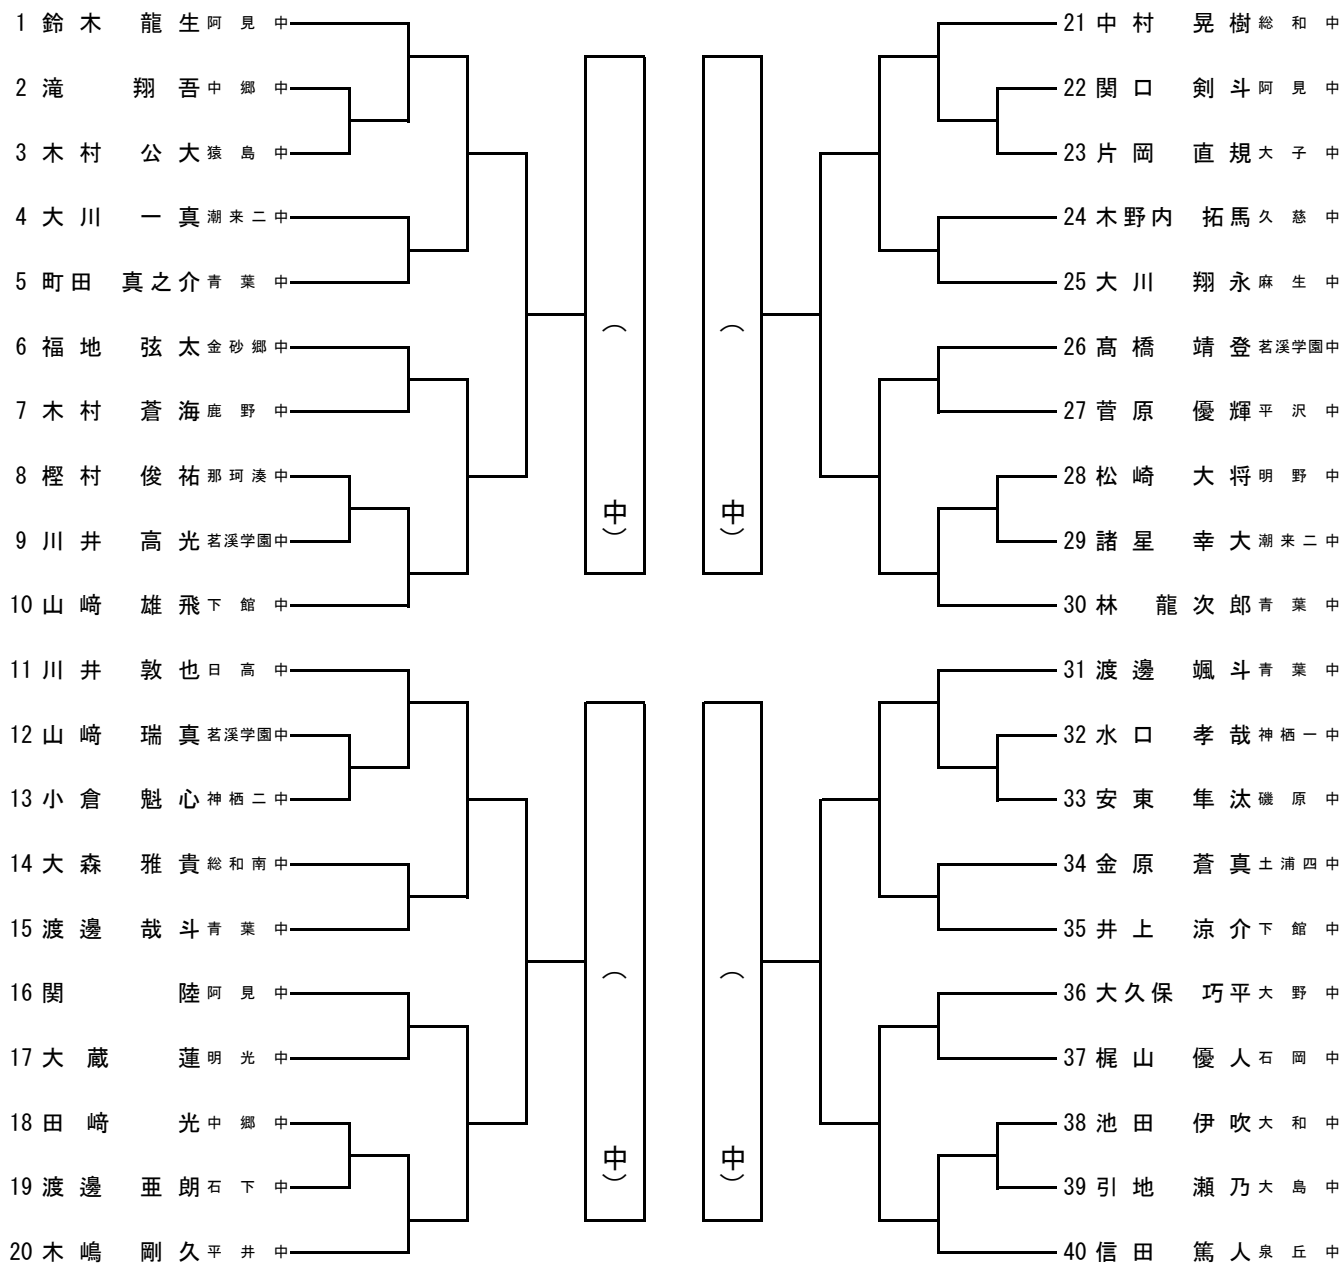 1 鈴木 龍生 阿見中
2 滝 翔吾 中郷中
3 木村 公大 猿島中
4 大川 一真 潮来二中
5 町田 真之介 青葉中
6 福地 弦太 金砂郷中
7 木村 蒼海 鹿野中
8 樫村 俊祐 那珂湊中
9 川井 高光 茗溪学園中
10 山﨑 雄飛 下館中
11 川井 敦也 日高中
12 山﨑 瑞真 茗溪学園中
13 小倉 魁心 神栖二中
14 大森 雅貴 総和南中
15 渡邊 哉斗 青葉中
16 関 陸 阿見中
17 大蔵 蓮 明光中
18 田﨑 光 中郷中
19 渡邊 亜朗 石下中
20 木嶋 剛久 平井中
( 中)
( 中)
( 中)
( 中)
21 中村 晃樹 総和中
22 関口 剣斗 阿見中
23 片岡 直規 大子中
24 木野内 拓馬 久慈中
25 大川 翔永 麻生中
26 髙橋 靖登 茗溪学園中
27 菅原 優輝 平沢中
28 松崎 大将 明野中
29 諸星 幸大 潮来二中
30 林 龍次郎 青葉中
31 渡邊 颯斗 青葉中
32 水口 孝哉 神栖一中
33 安東 隼汰 磯原中
34 金原 蒼真 土浦四中
35 井上 涼介 下館中
36 大久保 巧平 大野中
37 梶山 優人 石岡中
38 池田 伊吹 大和中
39 引地 瀬乃 大島中
40 信田 篤人 泉丘中